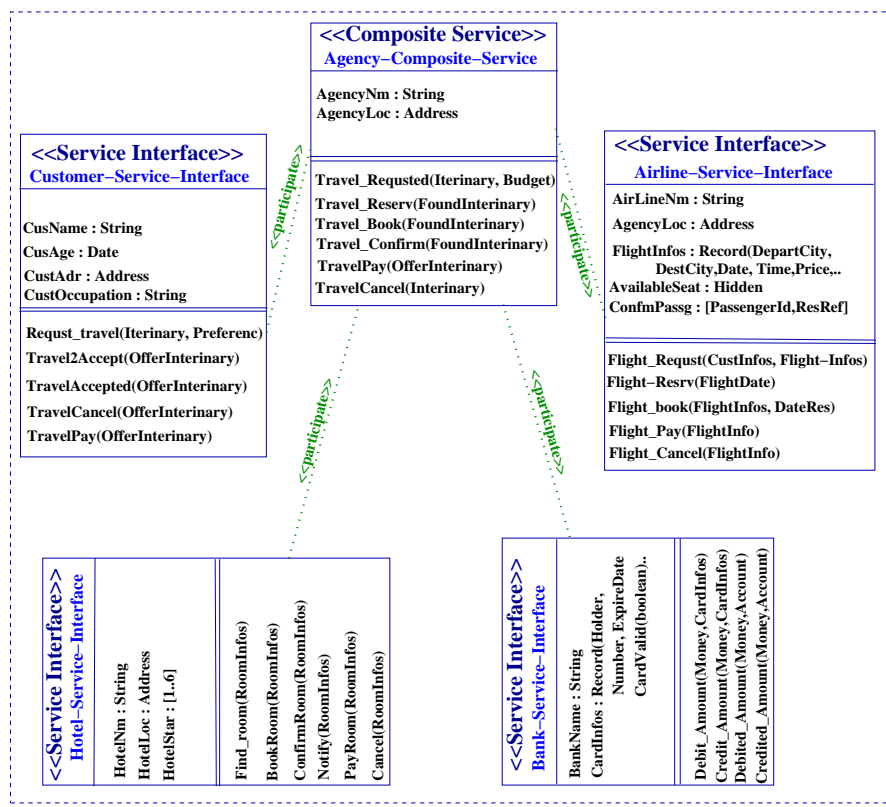 <<Composite Service>>
Agency−Composite−Service
AgencyNm : String
AgencyLoc : Address
Travel_Requsted(Iterinary, Budget)
Travel_Reserv(FoundInterinary)
Travel_Book(FoundInterinary)
Travel_Confirm(FoundInterinary)
TravelPay(OfferInterinary)
TravelCancel(Interinary)
<<Service Interface>>
Customer−Service−Interface
CusName : String
CusAge : Date
CustAdr : Address
CustOccupation : String
Requst_travel(Iterinary, Preferenc)
Travel2Accept(OfferInterinary)
TravelAccepted(OfferInterinary)
TravelCancel(OfferInterinary)
TravelPay(OfferInterinary)
<<participate>>
<<participate>>
<<Service Interface>>
Airline−Service−Interface
AirLineNm : String
AgencyLoc : Address
FlightInfos : Record(DepartCity,
DestCity,Date, Time,Price,..
AvailableSeat : Hidden
ConfmPassg : [PassengerId,ResRef]
Flight_Requst(CustInfos, Flight−Infos)
Flight−Resrv(FlightDate)
Flight_book(FlightInfos, DateRes)
Flight_Pay(FlightInfo)
Flight_Cancel(FlightInfo)
<<participate>>
<<participate>>
<<Service Interface>>
Hotel−Service−Interface
HotelNm : String
HotelLoc : Address
HotelStar : [1..6]
Find_room(RoomInfos)
BookRoom(RoomInfos)
ConfirmRoom(RoomInfos)
Notify(RoomInfos)
PayRoom(RoomInfos)
Cancel(RoomInfos)
<<Service Interface>>
Bank−Service−Interface
BankName : String
CardInfos : Record(Holder,
Number, ExpireDate
CardValid(boolean)..
Debit_Amount(Money,CardInfos)
Credit_Amount(Money,CardInfos)
Debited_Amount(Money,Account)
Credited_Amount(Money,Account)